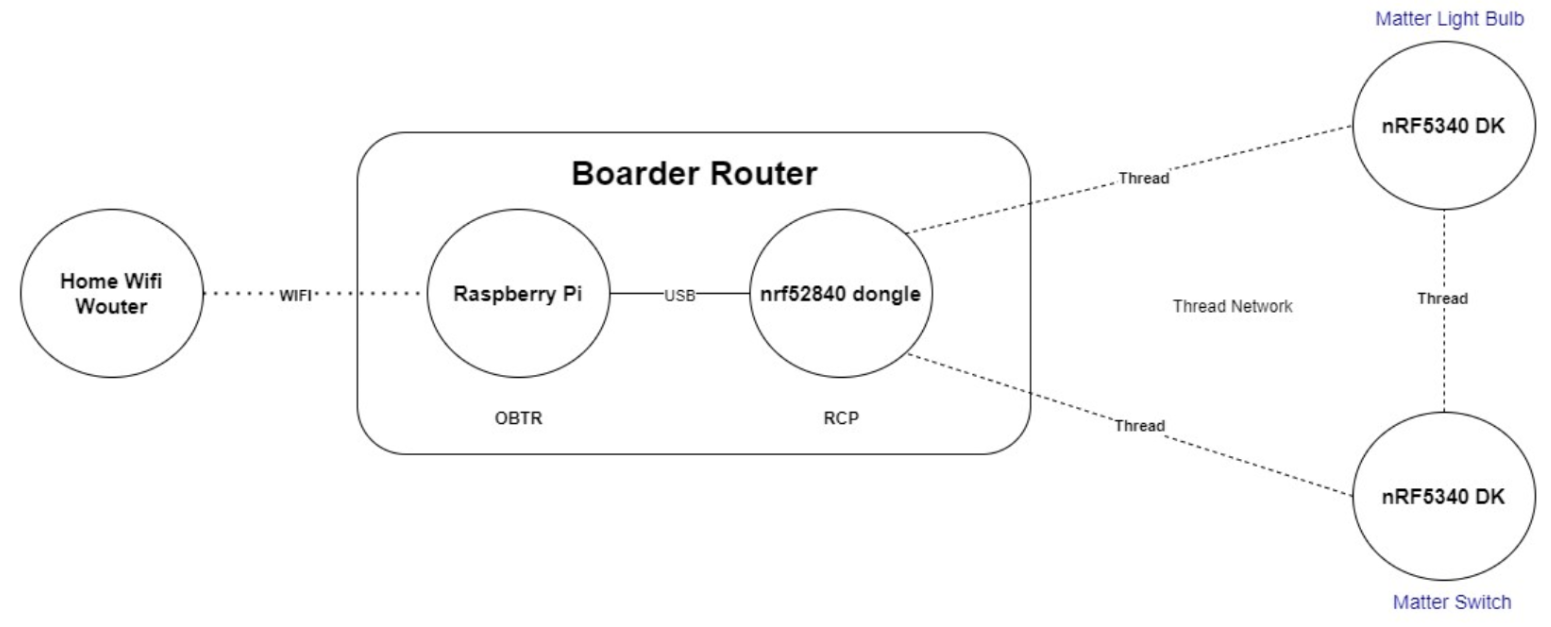 Matter Light Bulb
nRF5340 DK
Boarder Router
Thread
Home Wifi
Wouter
WIFI
Raspberry Pi
USB
nrf52840 dongle
Thread Network
Thread
OBTR
RCP
Thread
nRF5340 DK
Matter Switch